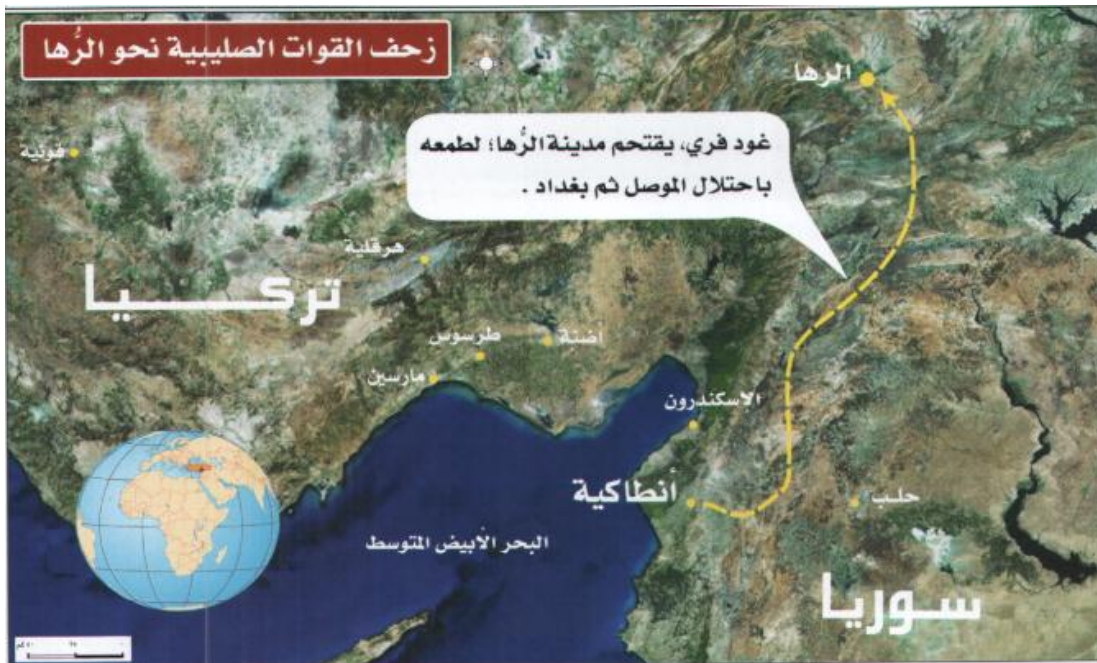 زحف القوات الصليبية نحو الرُّها
الرها
غود فري، يقتحم مدينة الرُّها؛ لطمعه
باحتلال الموصل ثم بغداد .
قونية
هرقلية
تركـــيا
أضنة
طرسوس
مارسين
الاسكندرون
أنطاكية
حلب
البحر الأبيض المتوسط
سوريا